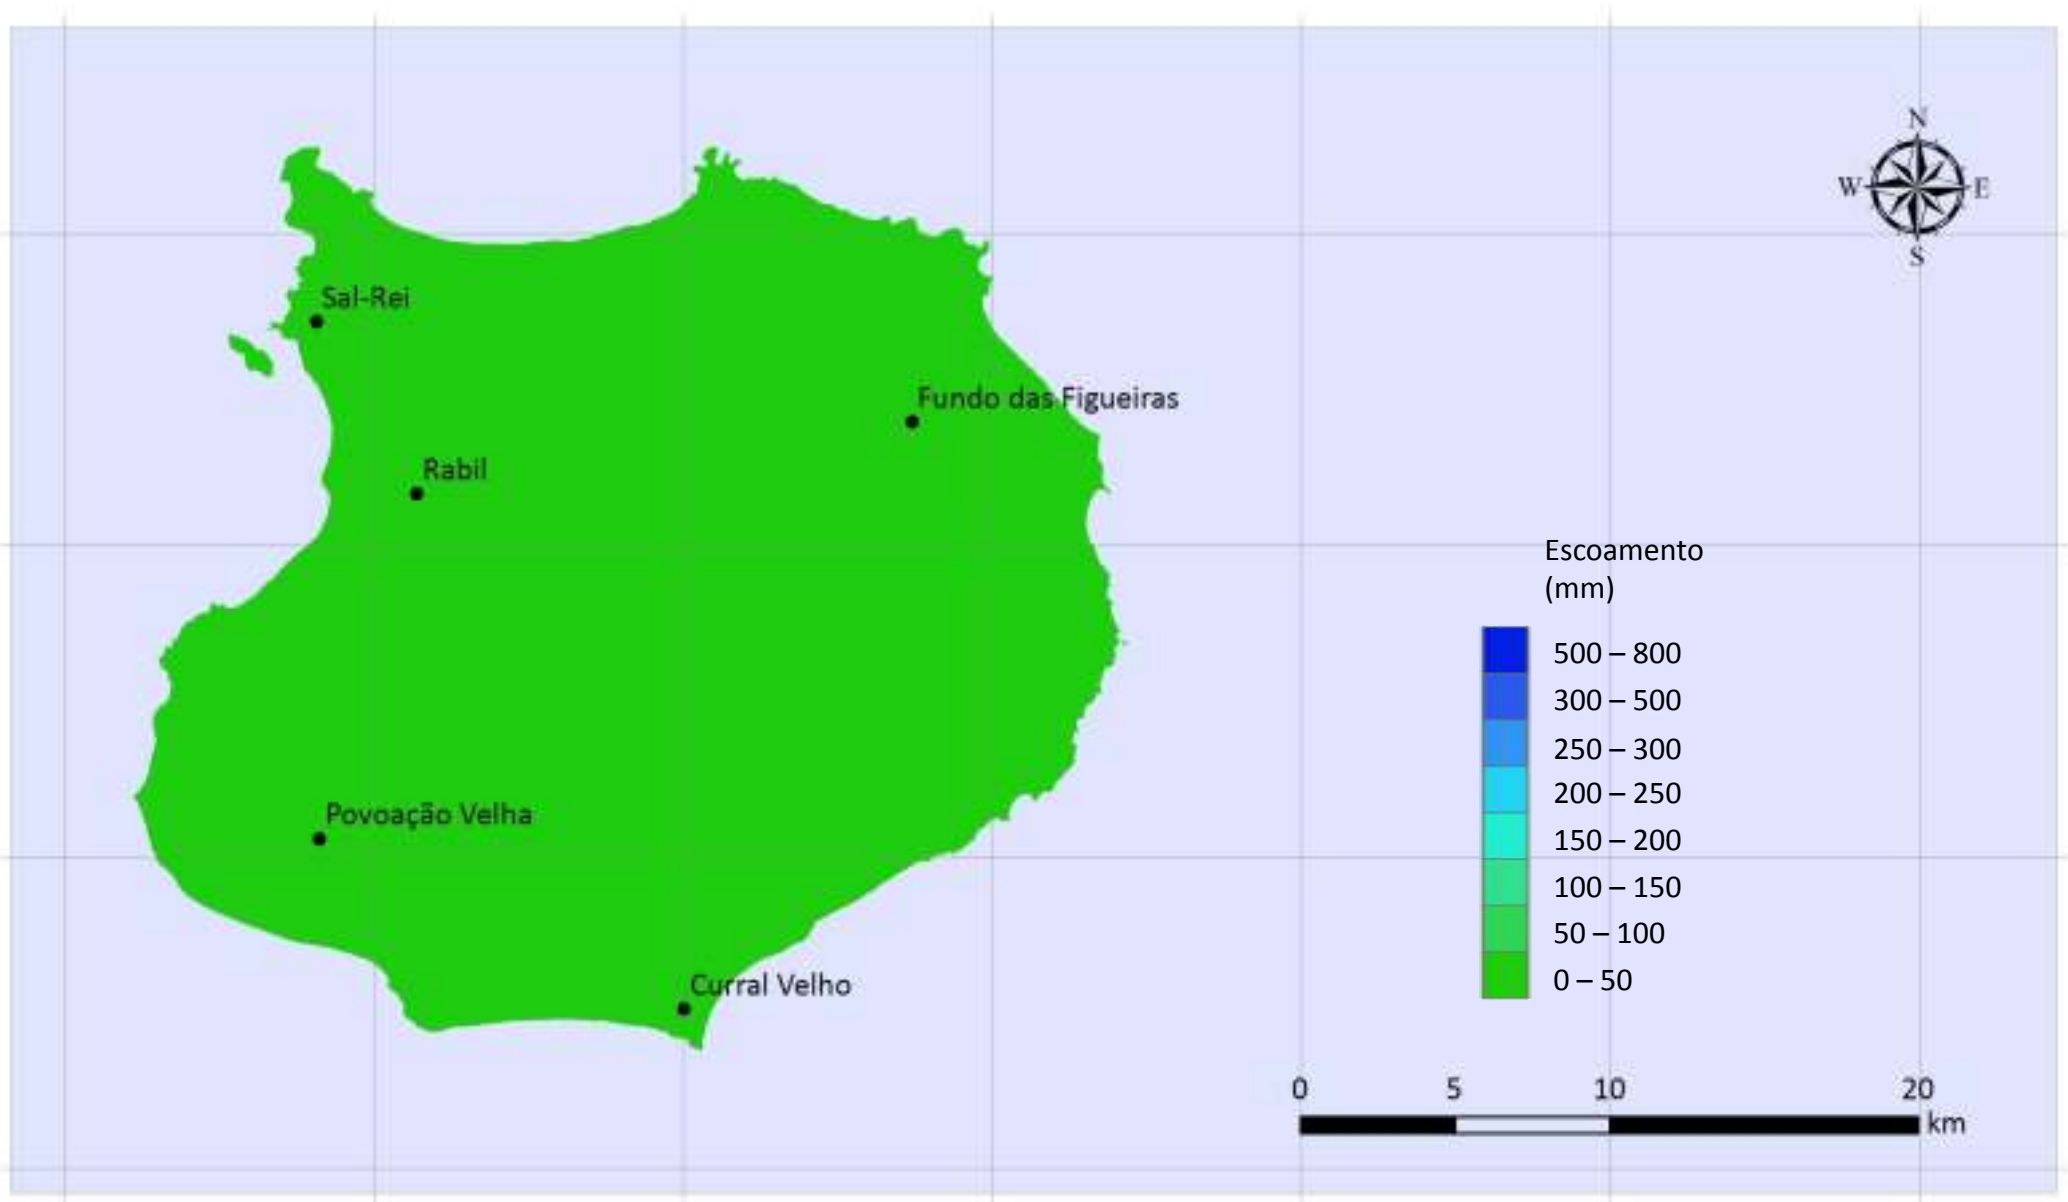 N
W
E
S
Sal-Rei
Fundo das Figueiras
Rabil
Povoação Velha
Curral Velho
Escoamento
(mm)
500 – 800
300 – 500
250 – 300
200 – 250
150 – 200
100 – 150
50 – 100
0 – 50
0 5 10 20
km